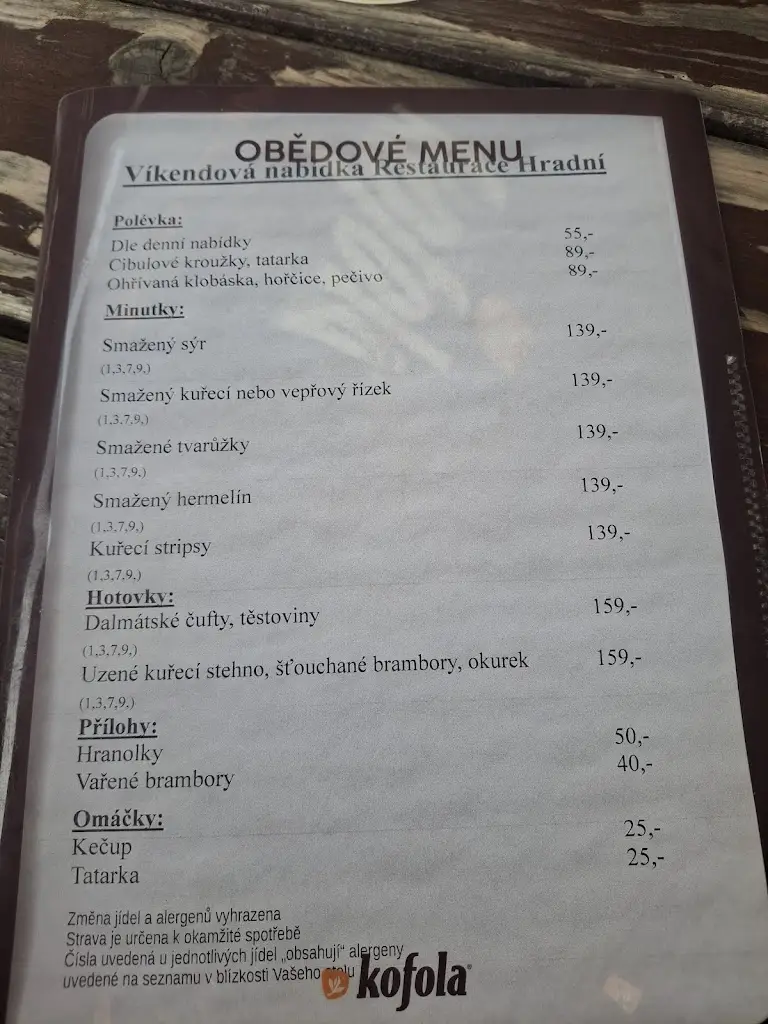 OBĚDOVÉ MENU
Víkendová nabídka Restaurace Hradní
Polévka:
Dle denní nabídky 55,-
Cibulové kroužky, tatarka 89,-
Ohřívaná klobáska, hořčice, pečivo 89,-
Minutky:
Smažený sýr 139,-
(1,3,7,9,)
Smažený kuřecí nebo vepřový řízek 139,-
(1,3,7,9,)
Smažené tvarůžky 139,-
(1,3,7,9,)
Smažený hermelín 139,-
(1,3,7,9,)
Kuřecí stripsy 139,-
(1,3,7,9,)
Hotovky:
Dalmátské čufty, těstoviny 159,-
(1,3,7,9,)
Uzené kuřecí stehno, šťouchané brambory, okurek 159,-
(1,3,7,9,)
Přílohy:
Hranolky 50,-
Vařené brambory 40,-
Omáčky:
Kečup 25,-
Tatarka 25,-
Změna jídel a alergenů vyhrazena
Strava je určena k okamžité spotřebě
Čísla uvedená u jednotlivých jídel „obsahují“ alergeny
uvedené na seznamu v blízkosti Vašeho stolu
kofola